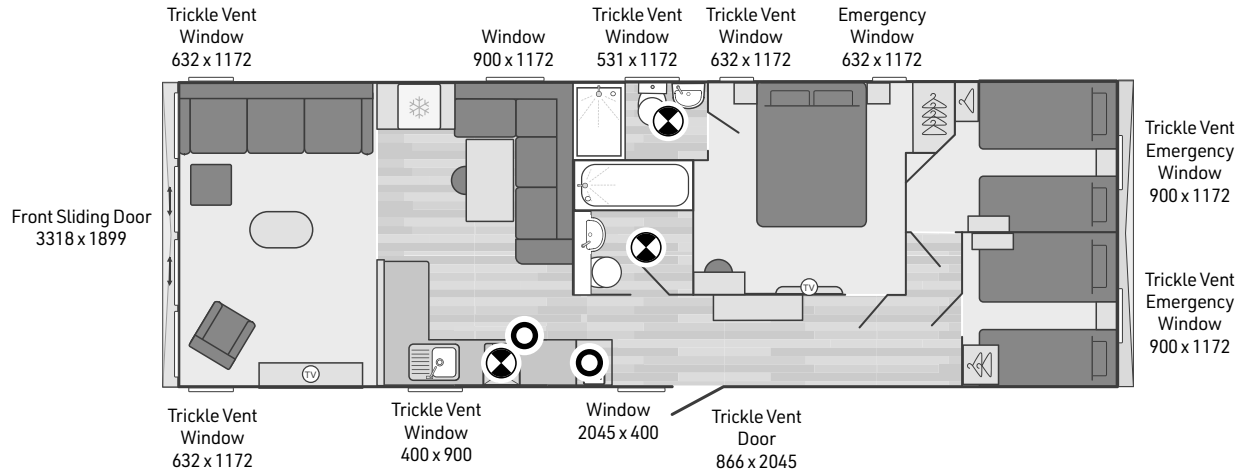 Trickle Vent
Window
632 x 1172
Window
900 x 1172
Trickle Vent
Window
531 x 1172
Trickle Vent
Window
632 x 1172
Emergency
Window
632 x 1172
Trickle Vent
Emergency
Window
900 x 1172
Front Sliding Door
3318 x 1899
TV
TV
Trickle Vent
Emergency
Window
900 x 1172
Trickle Vent
Window
632 x 1172
Trickle Vent
Window
400 x 900
Window
2045 x 400
Trickle Vent
Door
866 x 2045